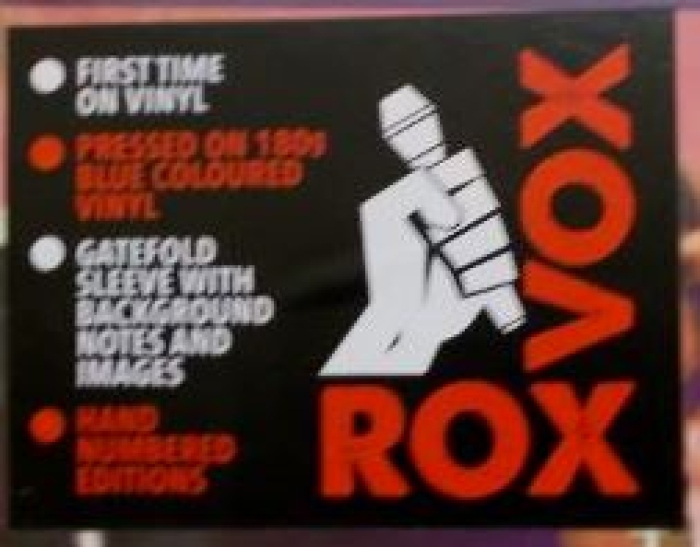 FIRST TIME
ON VINYL
PRESSED ON 180g
BLUE COLOURED
VINYL
GATEFOLD
SLEEVE WITH
BACKGROUND
NOTES AND
IMAGES
HAND
NUMBERED
EDITIONS
ROX
VOX